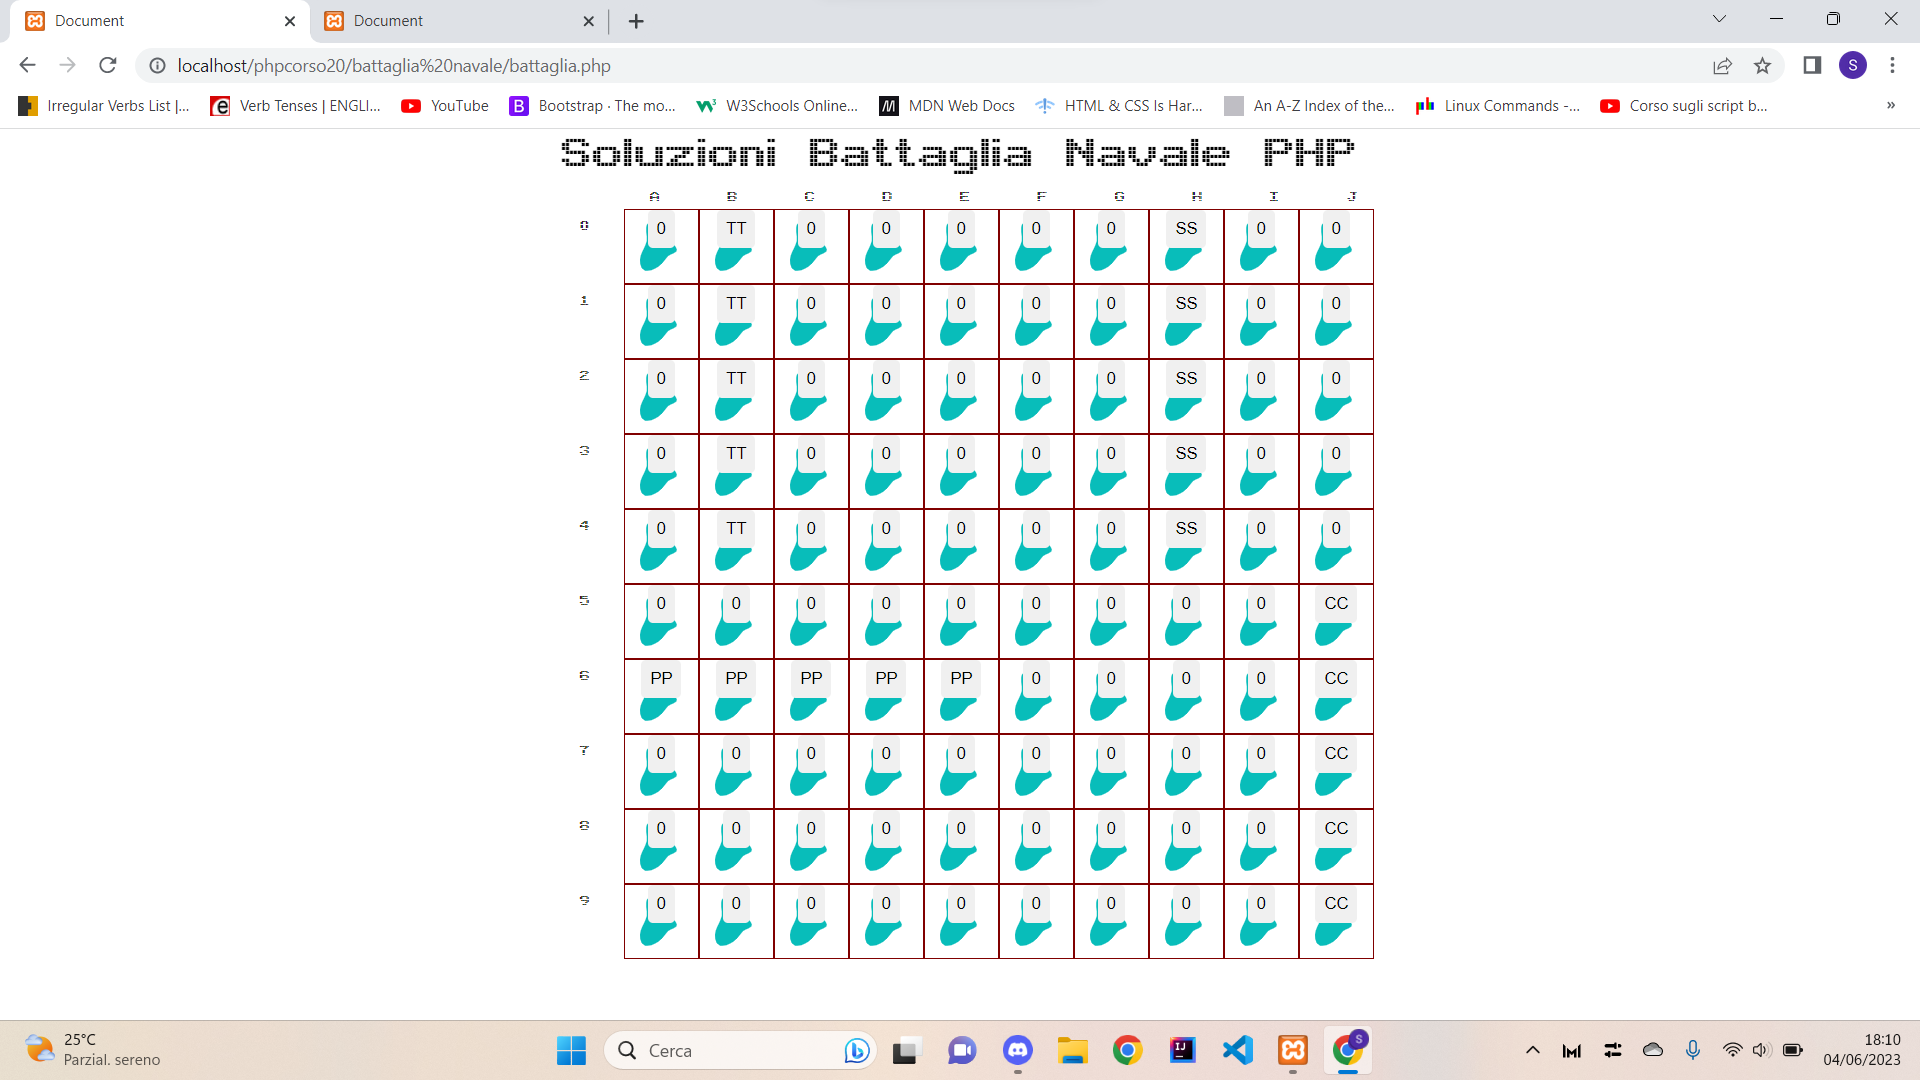 Document
Document
localhost/phpcorso20/battaglia%20navale/battaglia.php
S
Irregular Verbs List |...
Verb Tenses | ENGLI...
YouTube
Bootstrap · The mo...
W3Schools Online...
MDN Web Docs
HTML & CSS Is Har...
An A-Z Index of the...
Linux Commands -...
Corso sugli script b...
»
Soluzioni Battaglia Navale PHP
A B C D E F G H I J
0 0 TT 0 0 0 0 0 SS 0 0
1 0 TT 0 0 0 0 0 SS 0 0
2 0 TT 0 0 0 0 0 SS 0 0
3 0 TT 0 0 0 0 0 SS 0 0
4 0 TT 0 0 0 0 0 SS 0 0
5 0 0 0 0 0 0 0 0 0 CC
6 PP PP PP PP PP 0 0 0 0 CC
7 0 0 0 0 0 0 0 0 0 CC
8 0 0 0 0 0 0 0 0 0 CC
9 0 0 0 0 0 0 0 0 0 CC
25°C
Parzial. sereno
Cerca
18:10
04/06/2023